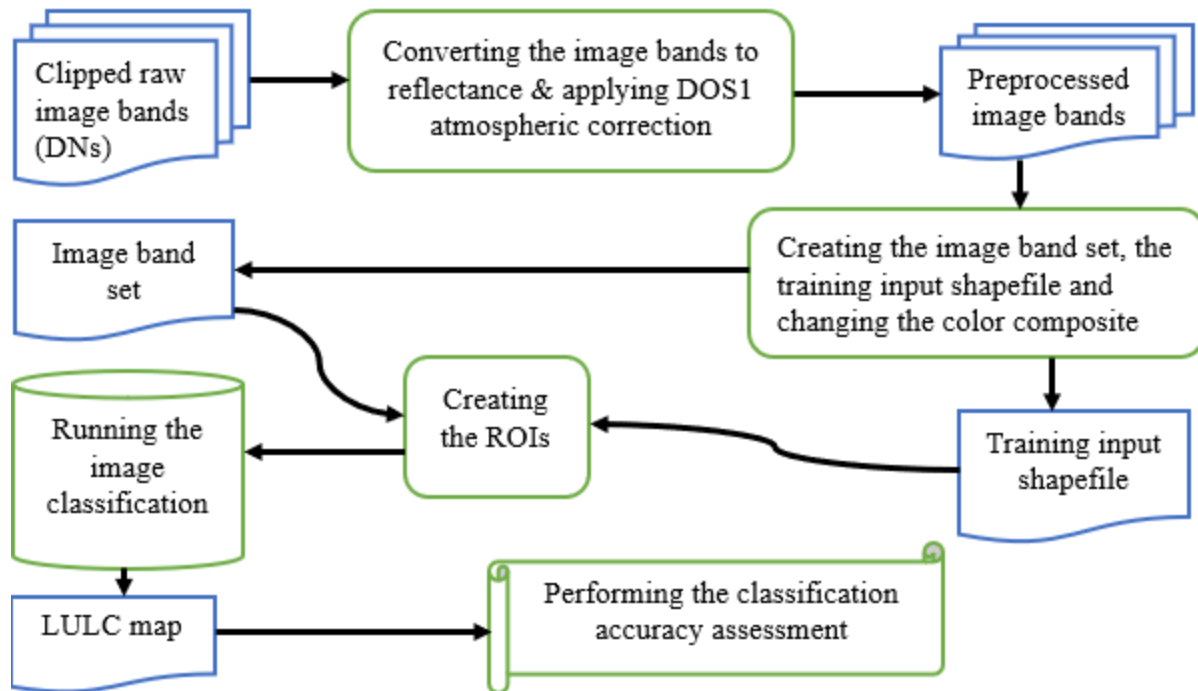 Clipped raw
image bands
(DNs)
Converting the image bands to
reflectance & applying DOS1
atmospheric correction
Preprocessed
image bands
Creating the image band set, the
training input shapefile and
changing the color composite
Image band
set
Creating
the ROIs
Training input
shapefile
Running the
image
classification
LULC map
Performing the classification
accuracy assessment